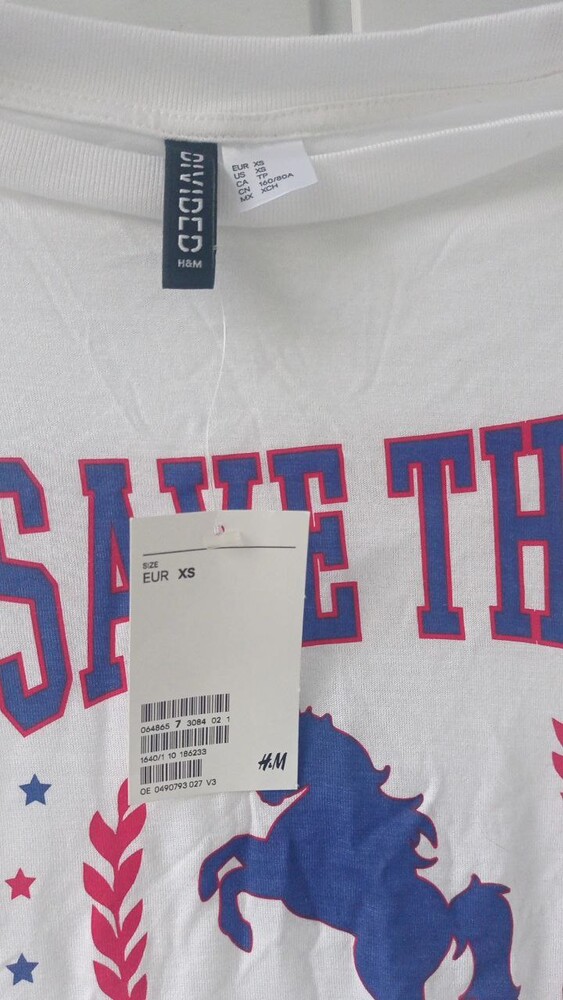 DIVIDED
H&M
EUR XS
US XS
CA TP
CN 160/80A
MX XCH
SAVE TH
SIZE
EUR XS
064865 7 3084 02 1
1640/1 10 186233
H&M
OE 0490793 027 V3